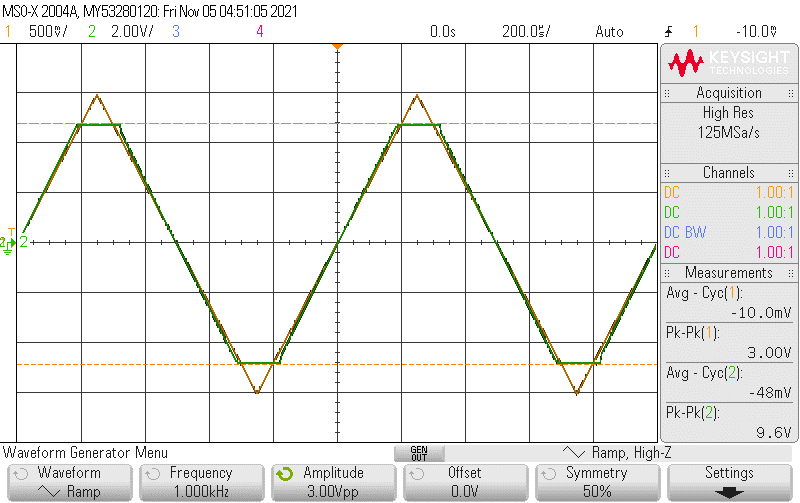 MSO-X 2004A, MY53280120: Fri Nov 05 04:51:05 2021
1 500♉/ 2 2.00V/ 3 4 0.0s 200.0♉/ Auto 1 -10.0♉
KEYSIGHT
TECHNOLOGIES
Acquisition
High Res
125MSa/s
Channels
DC 1.00:1
DC 1.00:1
DC BW 1.00:1
DC 1.00:1
Measurements
Avg - Cyc(1):
-10.0mV
Pk-Pk(1):
3.00V
Avg - Cyc(2):
-48mV
Pk-Pk(2):
9.6V
T
2 2
Waveform Generator Menu
GEN
OUT
Ramp, High-Z
Waveform
Ramp
Frequency
1.000kHz
Amplitude
3.00Vpp
Offset
0.0V
Symmetry
50%
Settings